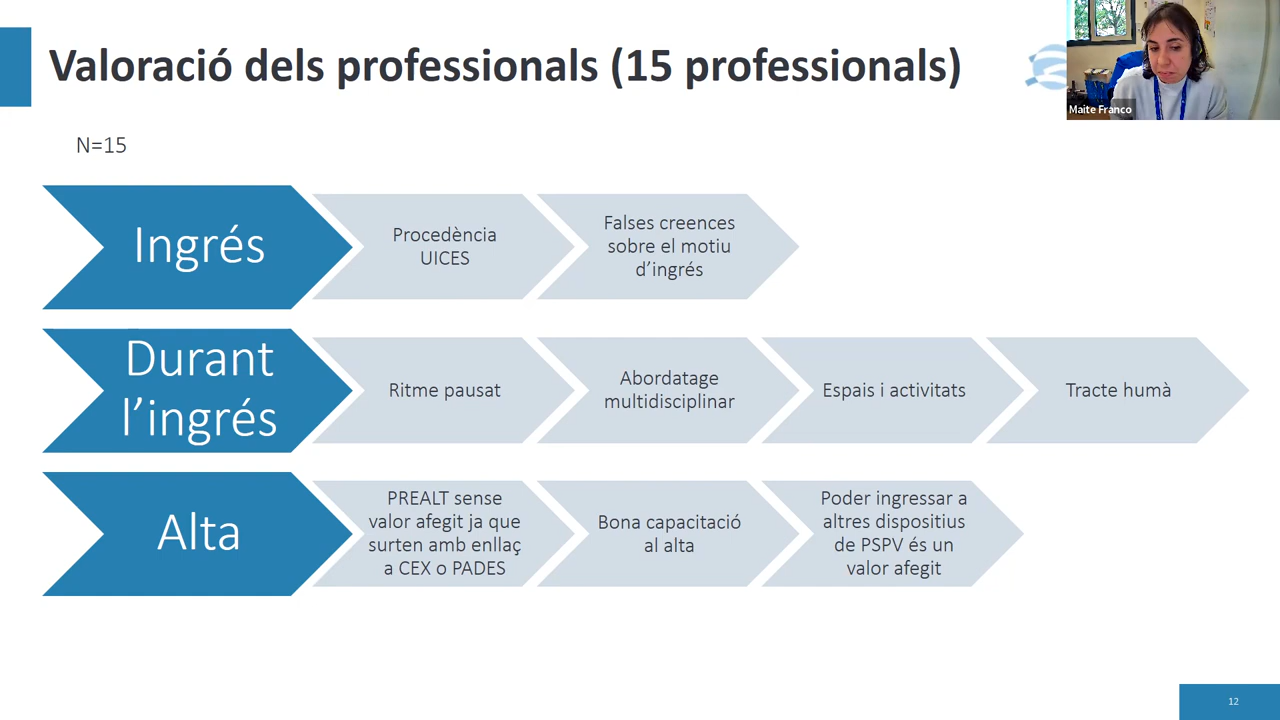 Valoració dels professionals (15 professionals)
Maite Franco
N=15
Ingrés
Procedència
UICES
Falses creences
sobre el motiu
d’ingrés
Durant
l’ingrés
Ritme pausat
Abordatage
multidisciplinar
Espais i activitats
Tracte humà
Alta
PREALT sense
valor afegit ja que
surten amb enllaç
a CEX o PADES
Bona capacitació
al alta
Poder ingressar a
altres dispositius
de PSPV és un
valor afegit
12